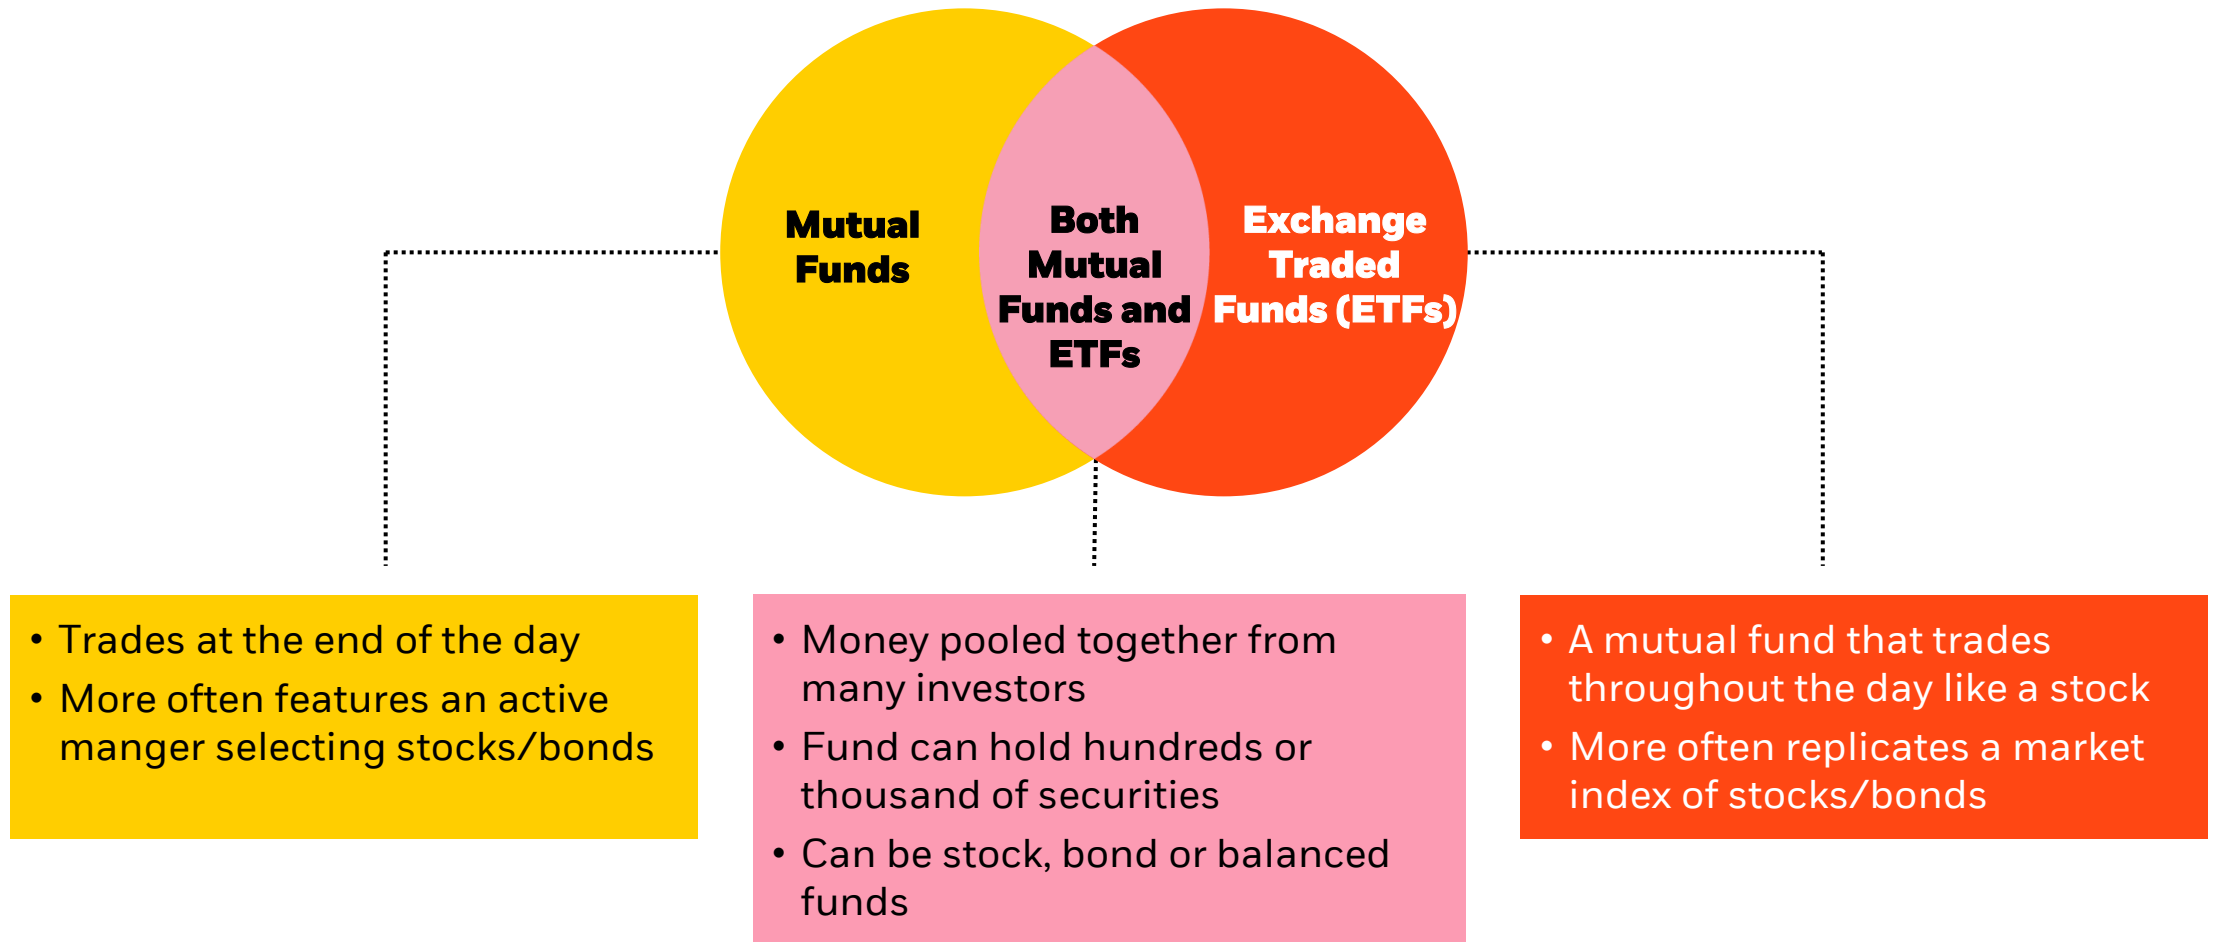 Mutual
Funds
Both
Mutual
Funds and
ETFs
Exchange
Traded
Funds (ETFs)
• Trades at the end of the day
• More often features an active
manger selecting stocks/bonds
• Money pooled together from
many investors
• Fund can hold hundreds or
thousand of securities
• Can be stock, bond or balanced
funds
• A mutual fund that trades
throughout the day like a stock
• More often replicates a market
index of stocks/bonds